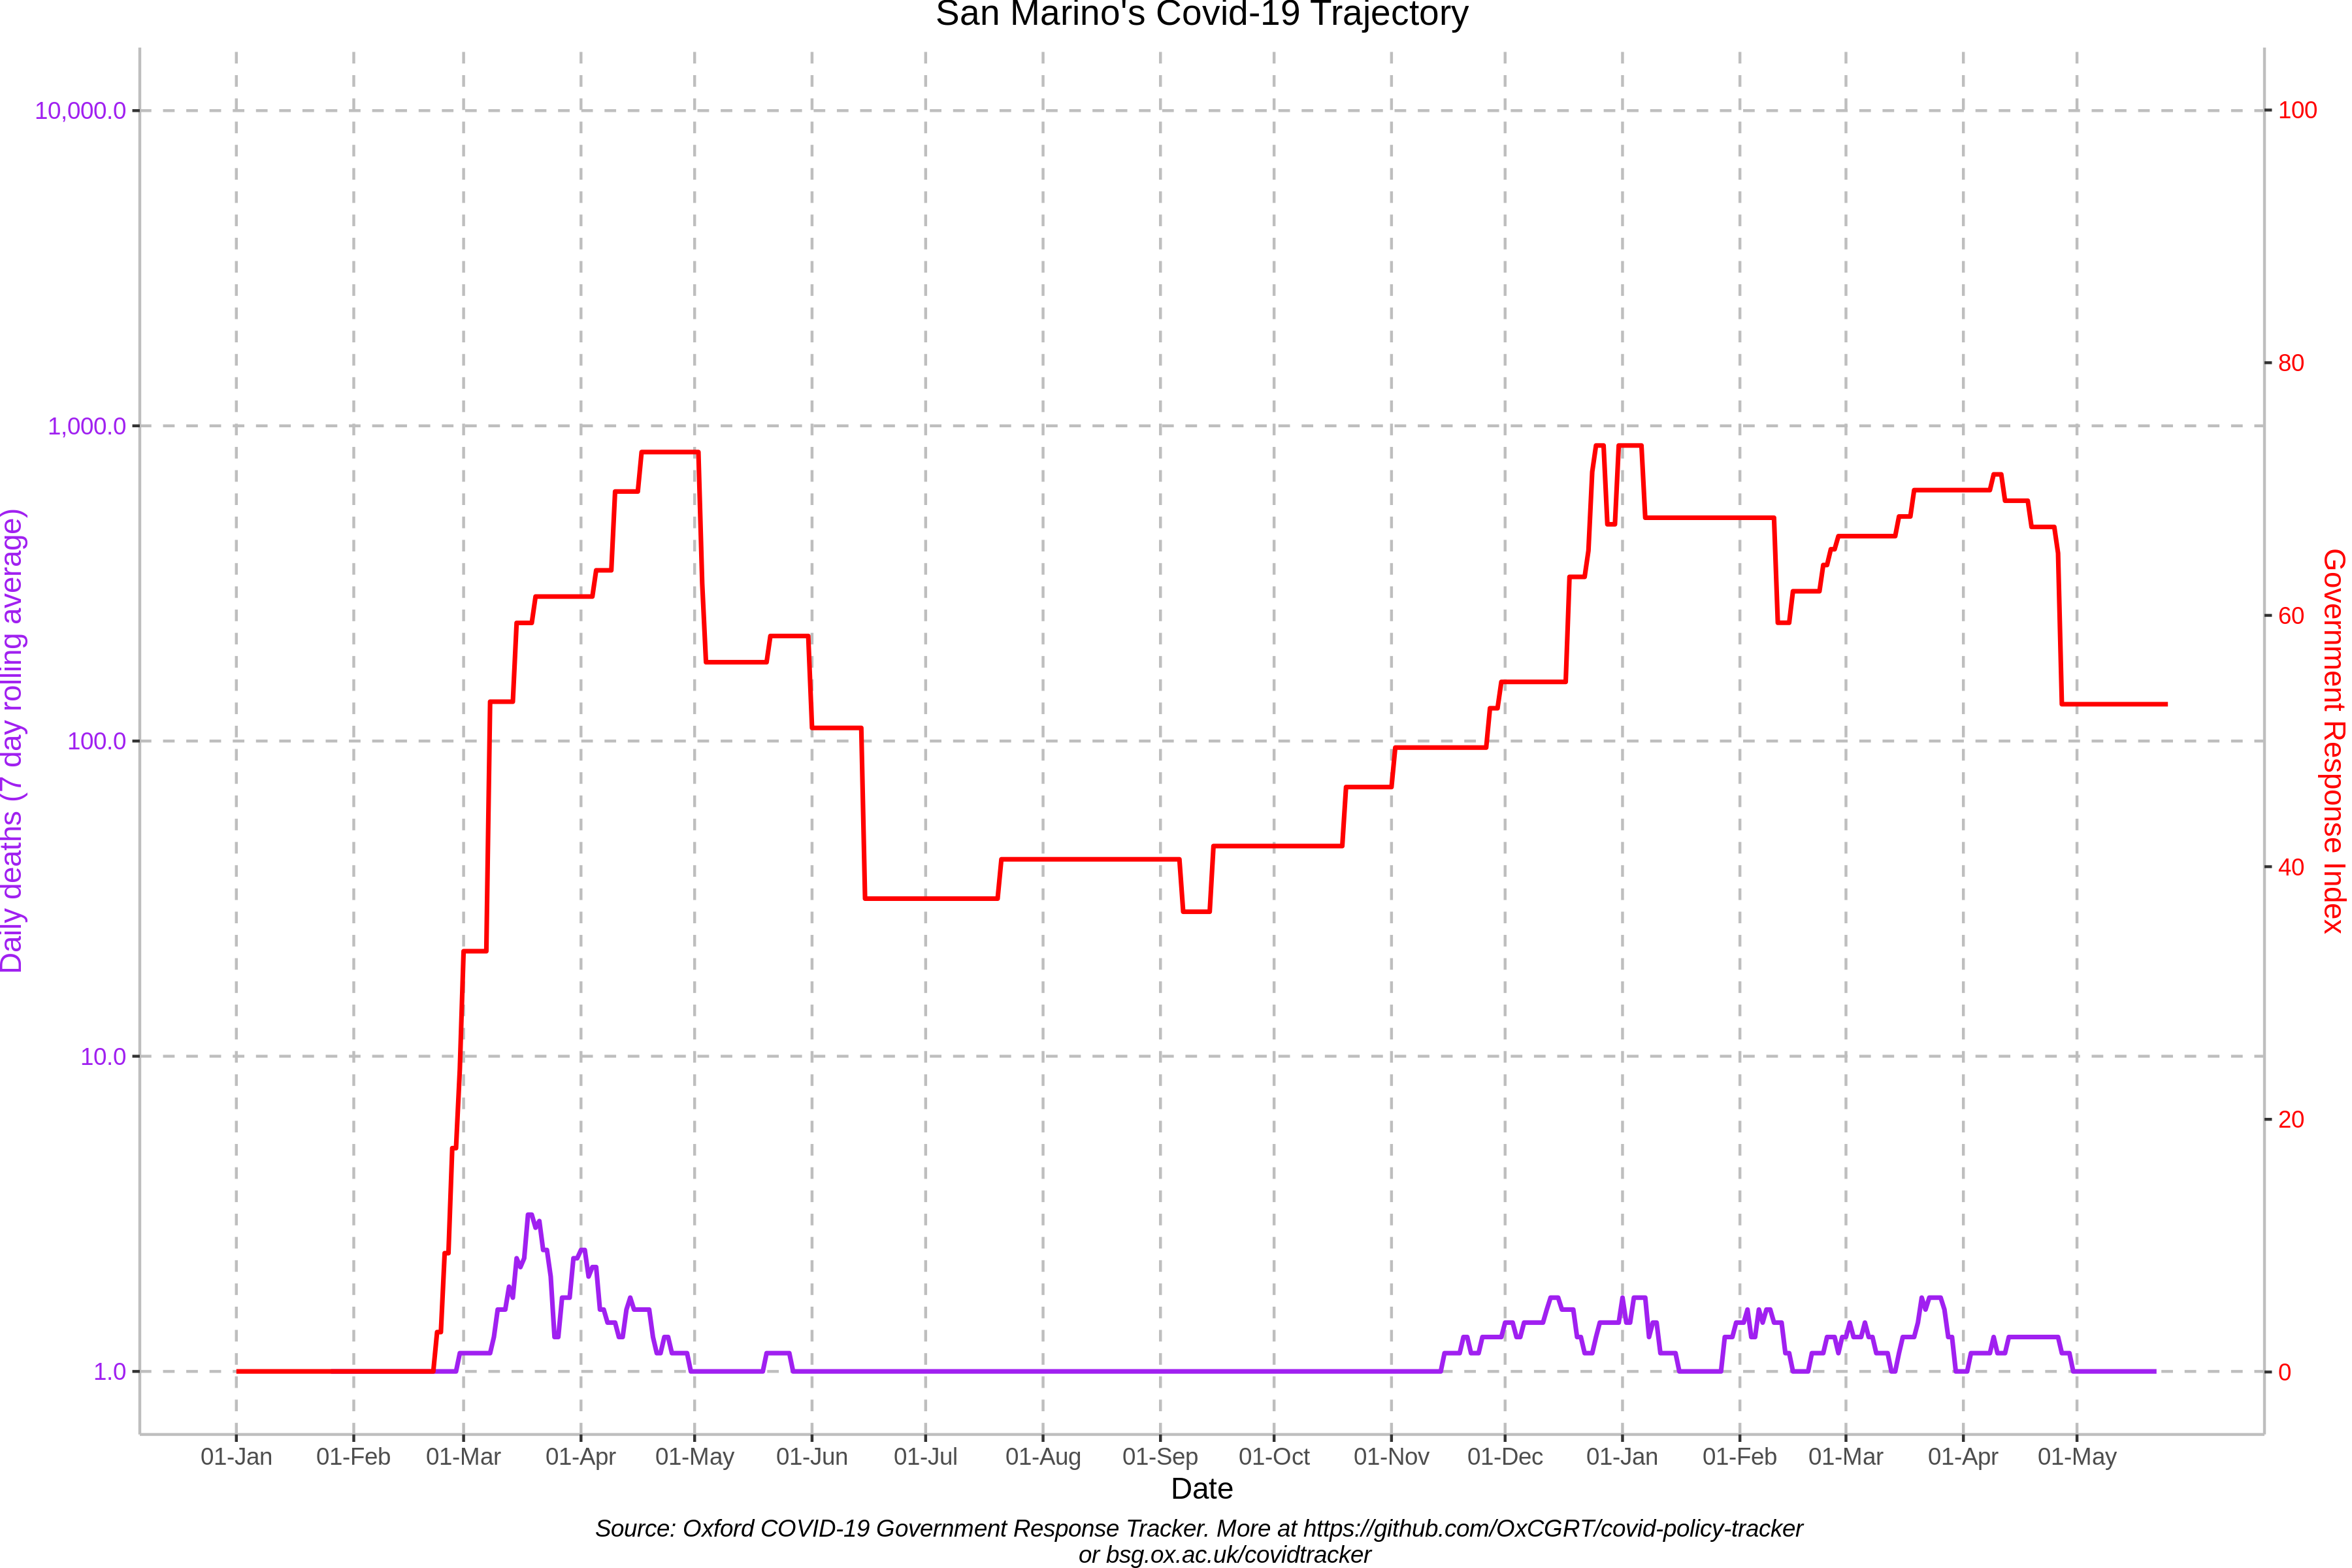 San Marino's Covid-19 Trajectory
10,000.0
1,000.0
100.0
10.0
1.0
Daily deaths (7 day rolling average)
100
80
60
40
20
0
Government Response Index
01-Jan 01-Feb 01-Mar 01-Apr 01-May 01-Jun 01-Jul 01-Aug 01-Sep 01-Oct 01-Nov 01-Dec 01-Jan 01-Feb 01-Mar 01-Apr 01-May
Date
Source: Oxford COVID-19 Government Response Tracker. More at https://github.com/OxCGRT/covid-policy-tracker
or bsg.ox.ac.uk/covidtracker